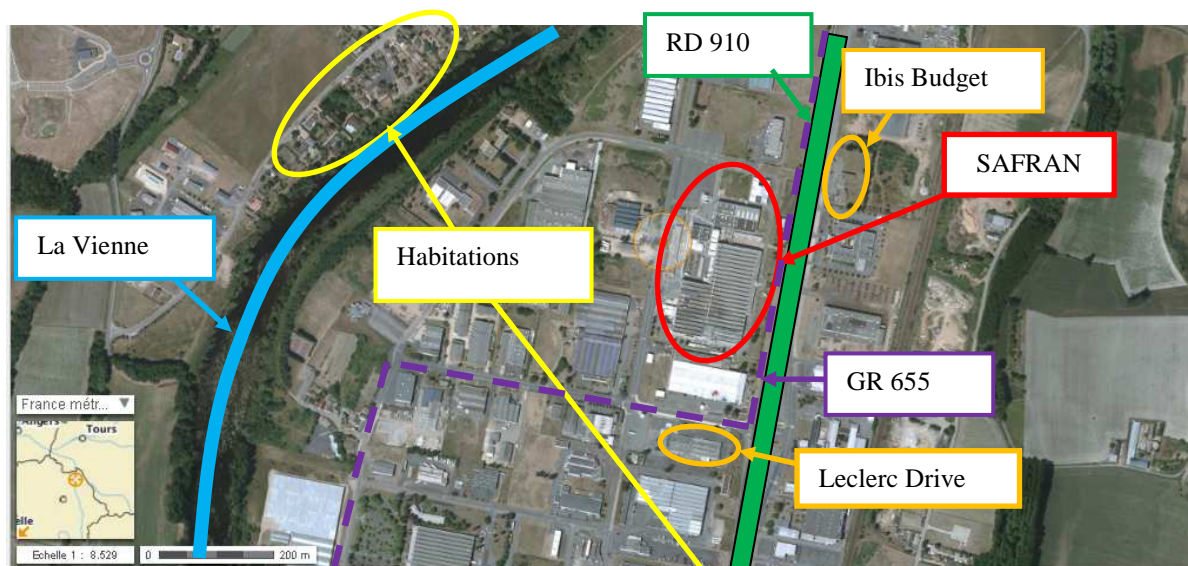 RD 910
Ibis Budget
SAFRAN
La Vienne
Habitations
GR 655
Leclerc Drive
France métr...
Angers
Tours
elle
Echelle 1 : 8.529
0
200 m